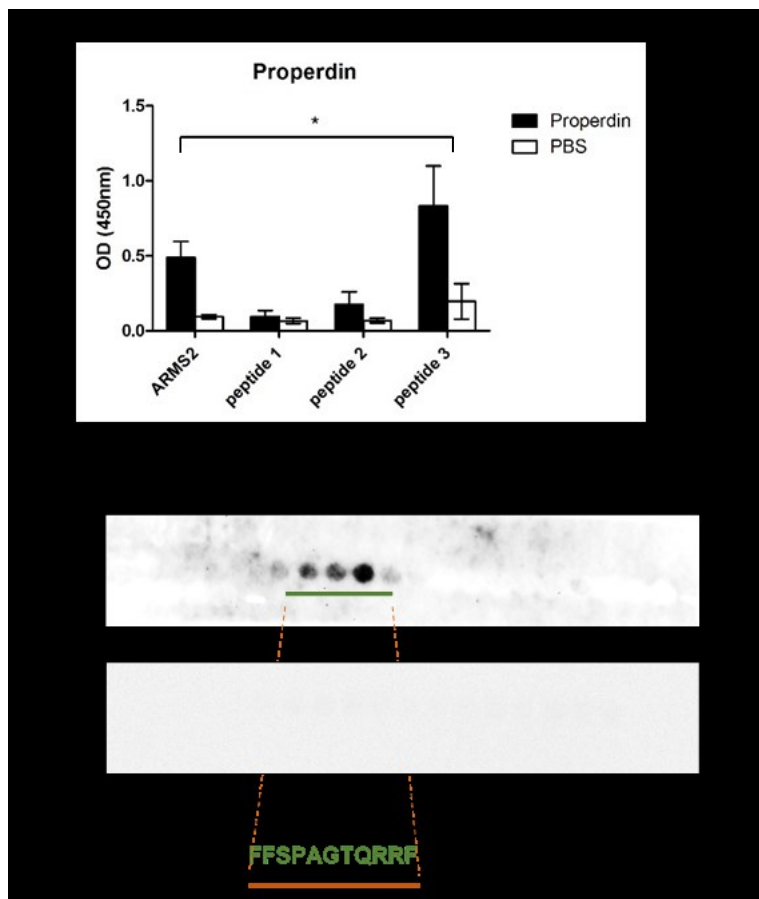 Properdin
1.5
1.0
0.5
0.0
OD (450nm)
*
Properdin
PBS
ARMS2
peptide 1
peptide 2
peptide 3
FFSPAGTQRRF